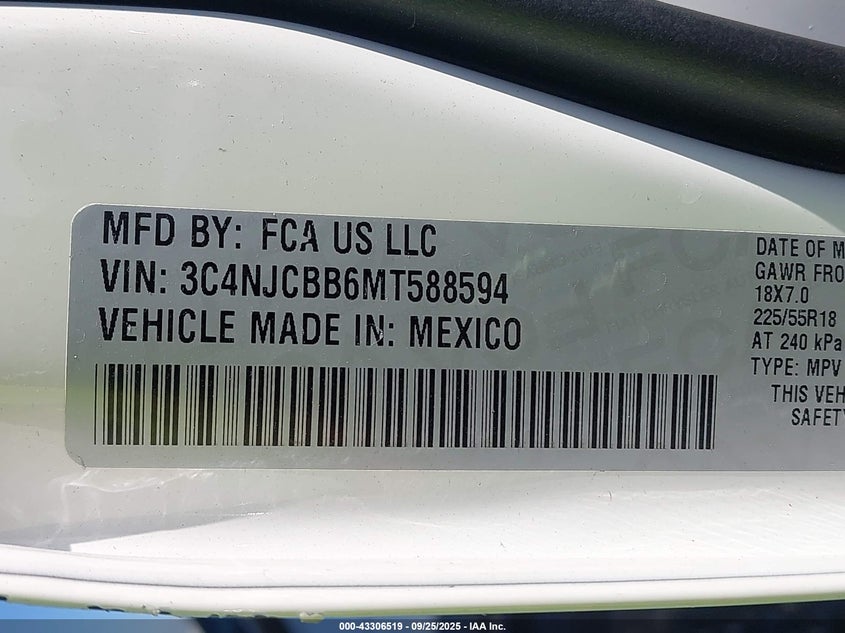 MFD BY: FCA US LLC
VIN: 3C4NJCBB6MT588594
VEHICLE MADE IN: MEXICO
DATE OF M
GAWR FRO
18X7.0
225/55R18
AT 240 kPa
TYPE: MPV
THIS VEH
SAFETY
000-43306519 - 09/25/2025 - IAA Inc.